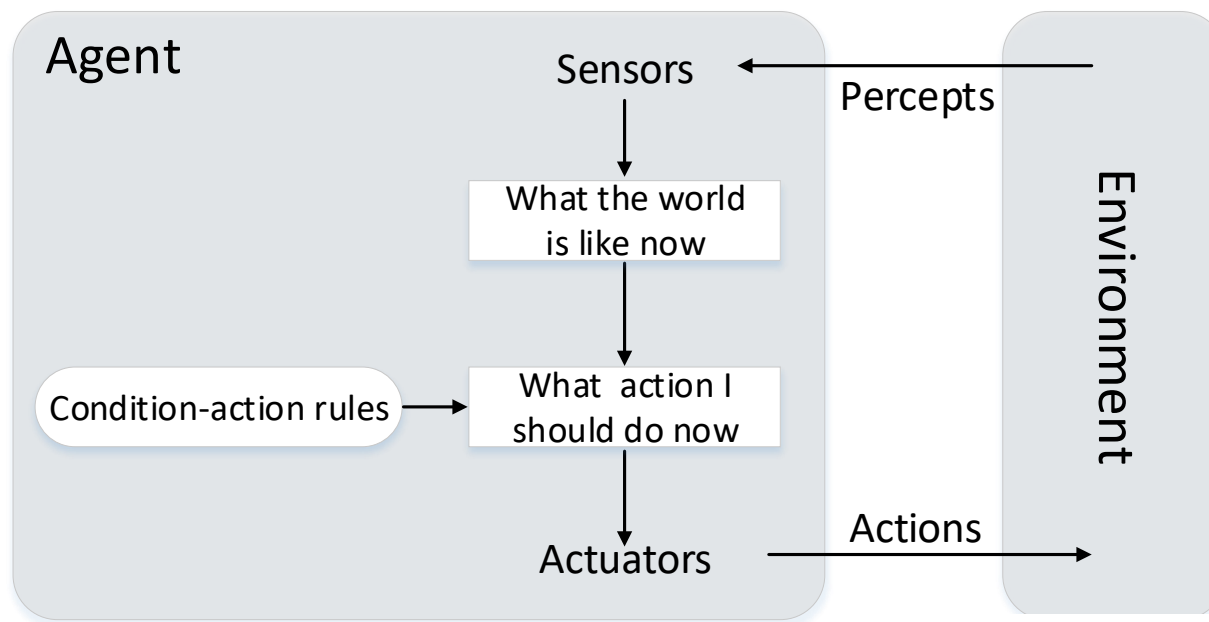 Agent
Sensors
Percepts
What the world
is like now
Environment
Condition-action rules
What  action I
should do now
Actions
Actuators